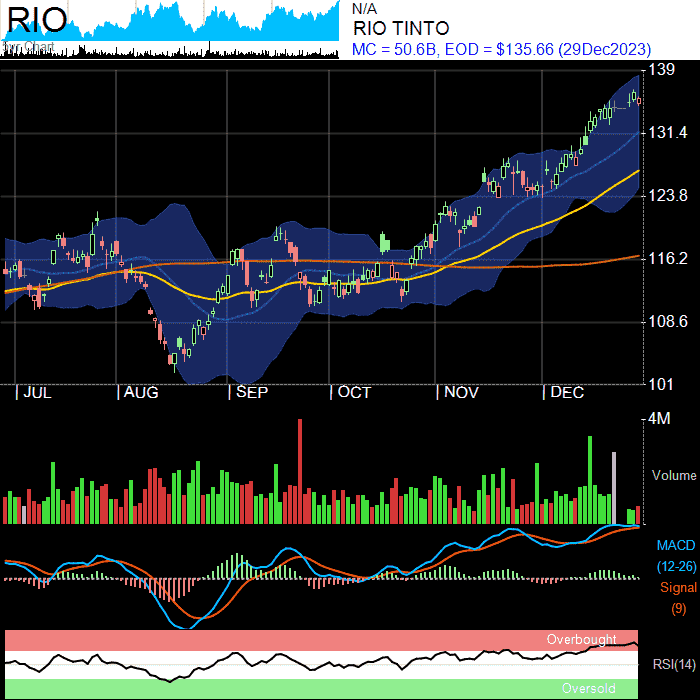 RIO
N/A
RIO TINTO
MC = 50.6B, EOD = $135.66 (29Dec2023)
139
131.4
123.8
116.2
108.6
101
| JUL | AUG | SEP | OCT | NOV | DEC
4M
Volume
MACD
(12-26)
Signal
(9)
Overbought
RSI(14)
Oversold